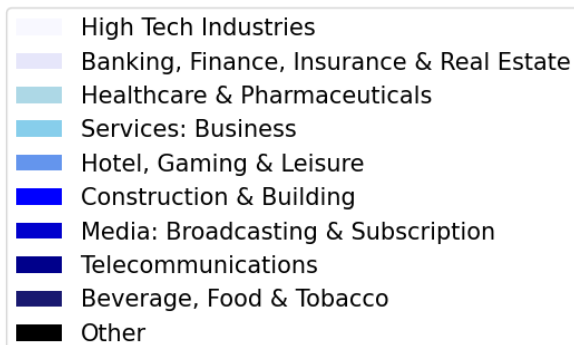 High Tech Industries
Banking, Finance, Insurance & Real Estate
Healthcare & Pharmaceuticals
Services: Business
Hotel, Gaming & Leisure
Construction & Building
Media: Broadcasting & Subscription
Telecommunications
Beverage, Food & Tobacco
Other